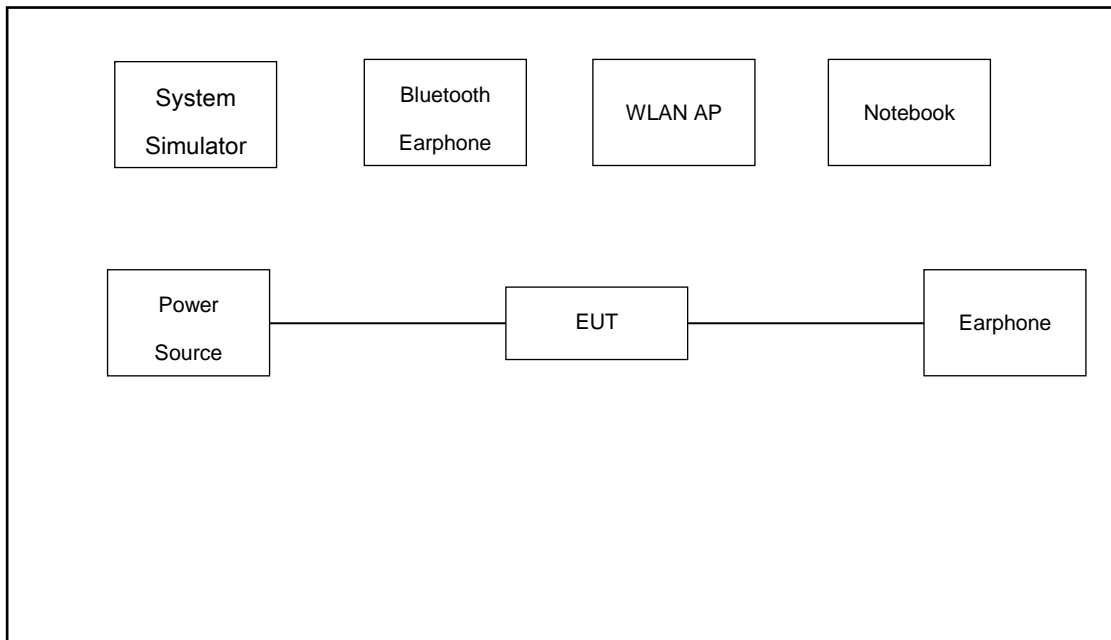 System
Simulator
Bluetooth
Earphone
WLAN AP
Notebook
Power
Source
EUT
Earphone